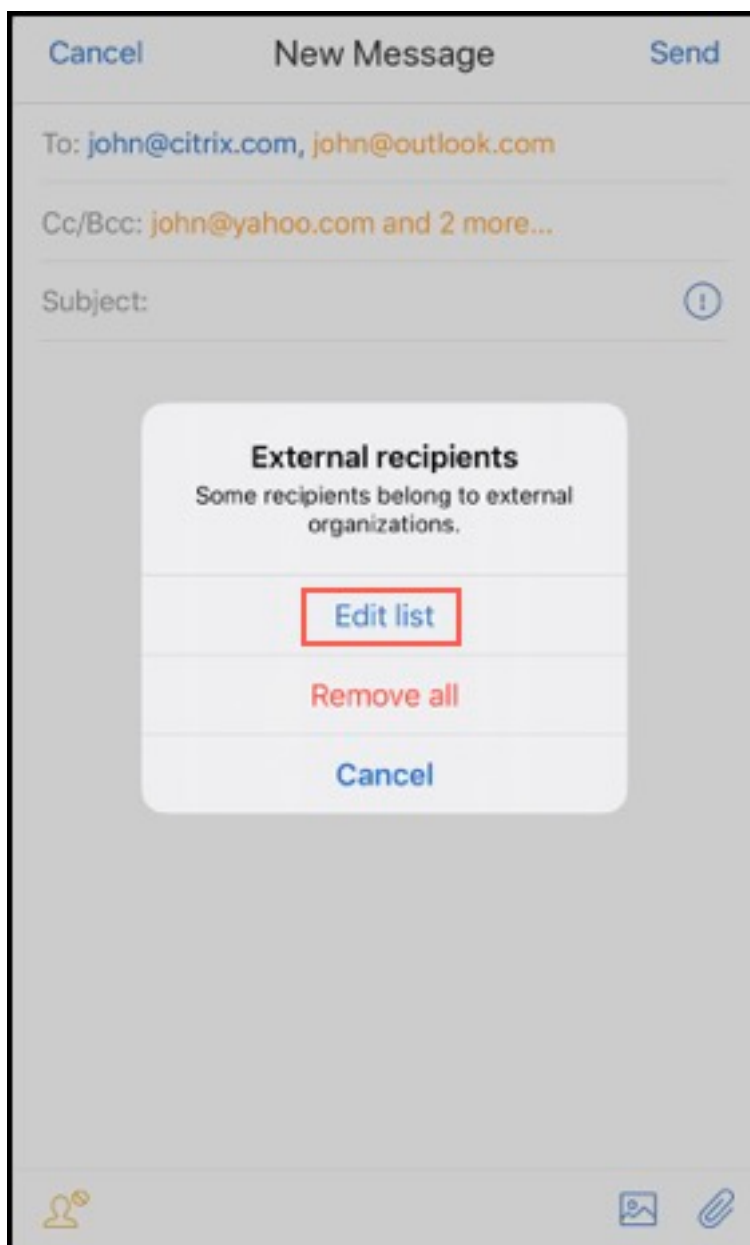 Cancel New Message Send
To: john@citrix.com, john@outlook.com
Cc/Bcc: john@yahoo.com and 2 more...
Subject:
External recipients
Some recipients belong to external
organizations.
Edit list
Remove all
Cancel